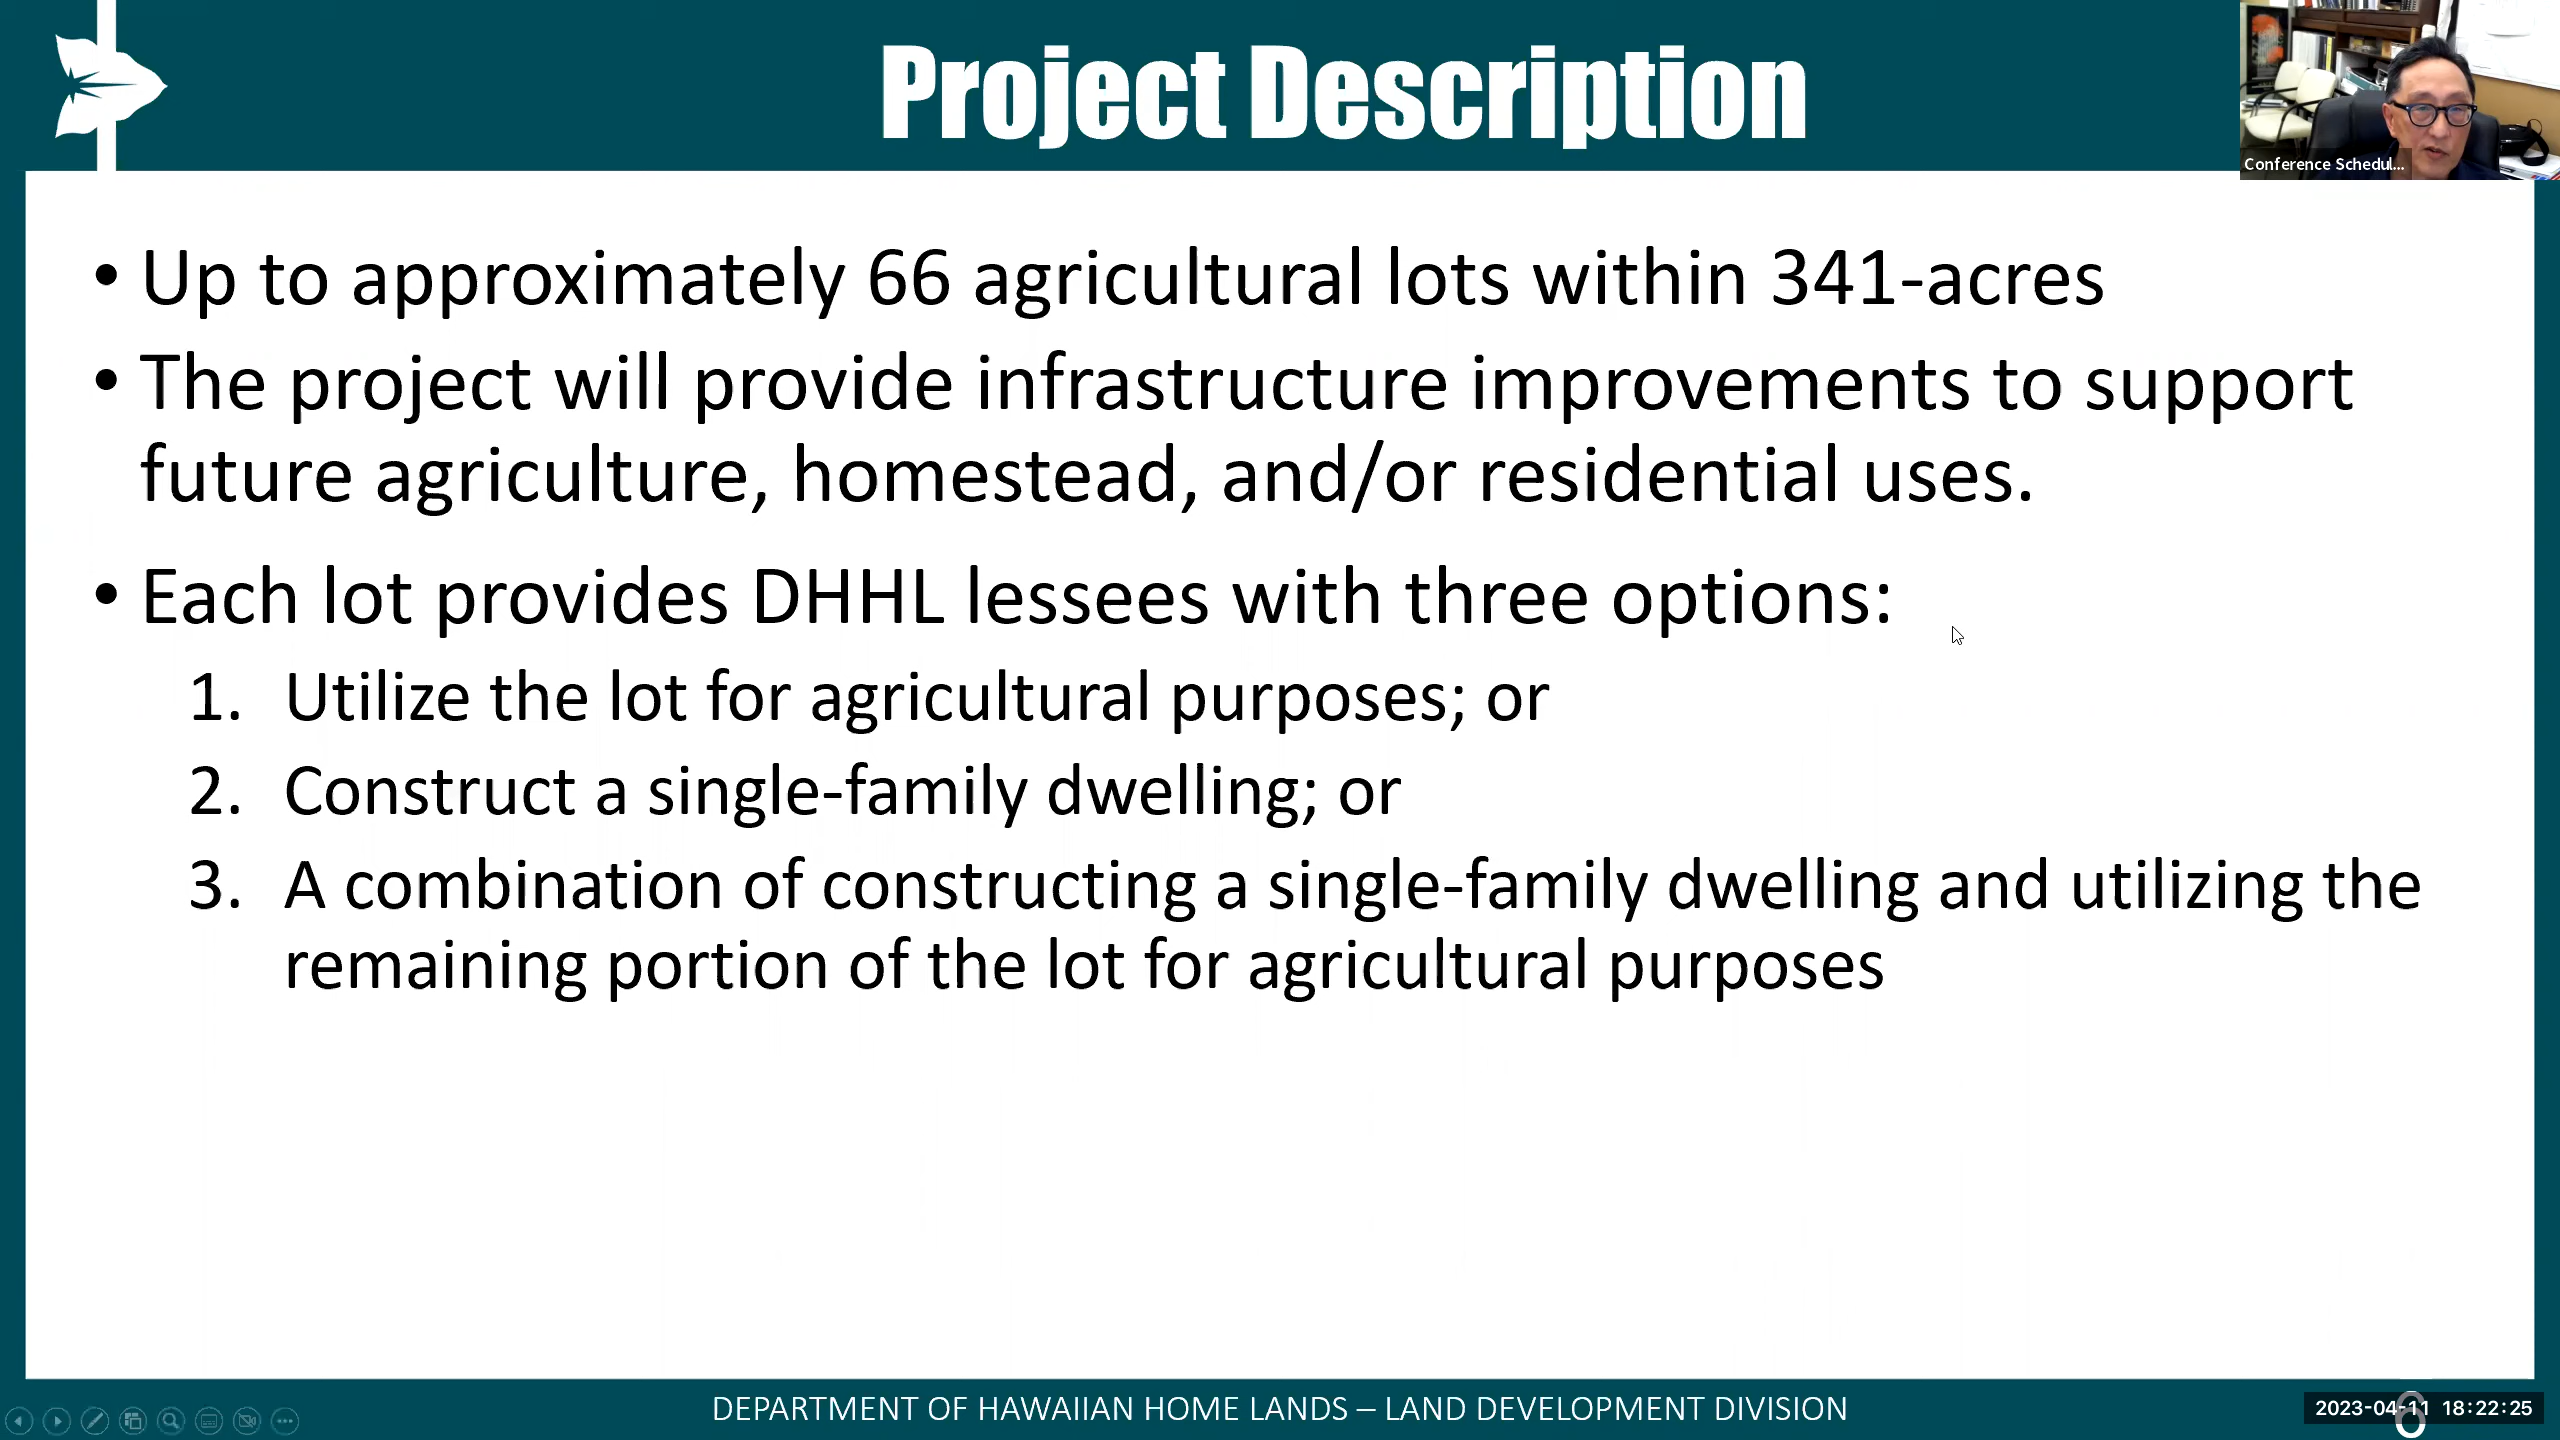 Project Description
Conference Schedul...
• Up to approximately 66 agricultural lots within 341-acres
• The project will provide infrastructure improvements to support
future agriculture, homestead, and/or residential uses.
• Each lot provides DHHL lessees with three options:
1. Utilize the lot for agricultural purposes; or
2. Construct a single-family dwelling; or
3. A combination of constructing a single-family dwelling and utilizing the
remaining portion of the lot for agricultural purposes
DEPARTMENT OF HAWAIIAN HOME LANDS – LAND DEVELOPMENT DIVISION
2023-04-11 18:22:25
6